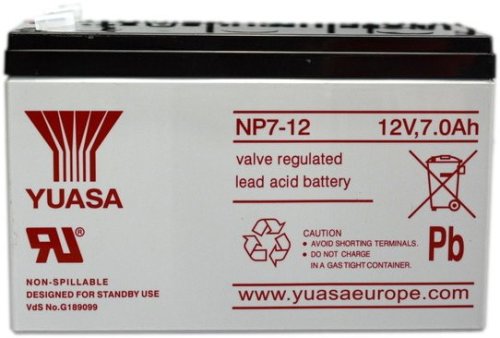 YUASA
NON-SPILLABLE
DESIGNED FOR STANDBY USE
VdS No.G189099
NP7-12 12V,7.0Ah
valve regulated
lead acid battery
CAUTION
• AVOID SHORTING TERMINALS.
• DO NOT CHARGE
IN A GAS TIGHT CONTAINER.
Pb
www.yuasaeurope.com